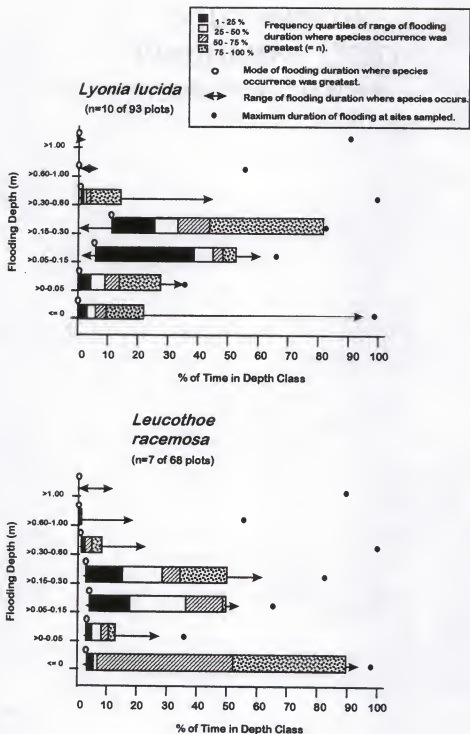 1 - 25 %
25 - 50 %
50 - 75 %
75 - 100 %
Frequency quartiles of range of flooding
duration where species occurrence was
greatest (= n).
Mode of flooding duration where species
occurrence was greatest.
Range of flooding duration where species occurs.
Maximum duration of flooding at sites sampled.
Lyonia lucida
(n=10 of 93 plots)
Flooding Depth (m)
>1.00
>0.60-1.00
>0.30-0.60
>0.15-0.30
>0.05-0.15
>0-0.05
<= 0
0 10 20 30 40 50 60 70 80 90 100
% of Time in Depth Class
Leucothoe
racemosa
(n=7 of 68 plots)
Flooding Depth (m)
>1.00
>0.60-1.00
>0.30-0.60
>0.15-0.30
>0.05-0.15
>0-0.05
<= 0
0 10 20 30 40 50 60 70 80 90 100
% of Time in Depth Class